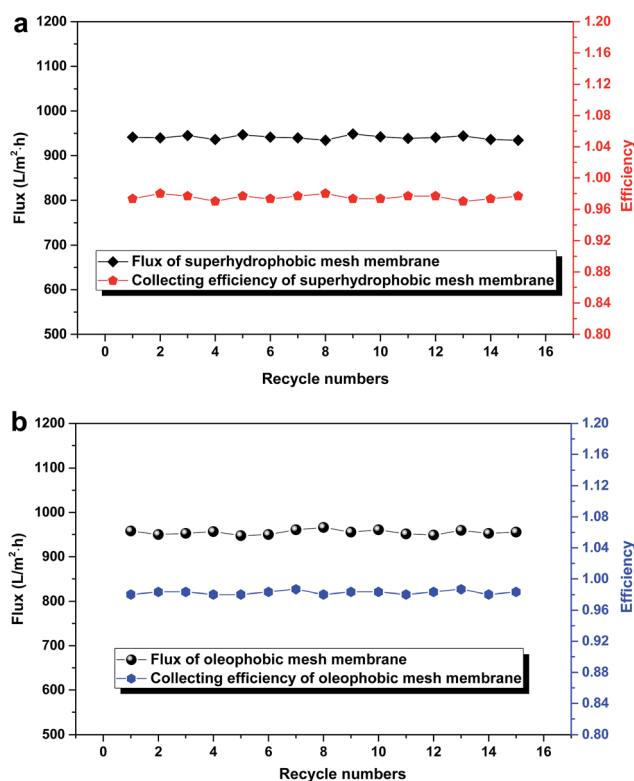 a
1200
1100
1000
900
800
700
600
500
Flux (L/m²·h)
1.20
1.16
1.12
1.08
1.04
1.00
0.96
0.92
0.88
0.84
0.80
Efficiency
Flux of superhydrophobic mesh membrane
Collecting efficiency of superhydrophobic mesh membrane
0 2 4 6 8 10 12 14 16
Recycle numbers
b
1200
1100
1000
900
800
700
600
500
Flux (L/m²·h)
1.20
1.16
1.12
1.08
1.04
1.00
0.96
0.92
0.88
0.84
0.80
Efficiency
Flux of oleophobic mesh membrane
Collecting efficiency of oleophobic mesh membrane
0 2 4 6 8 10 12 14 16
Recycle numbers